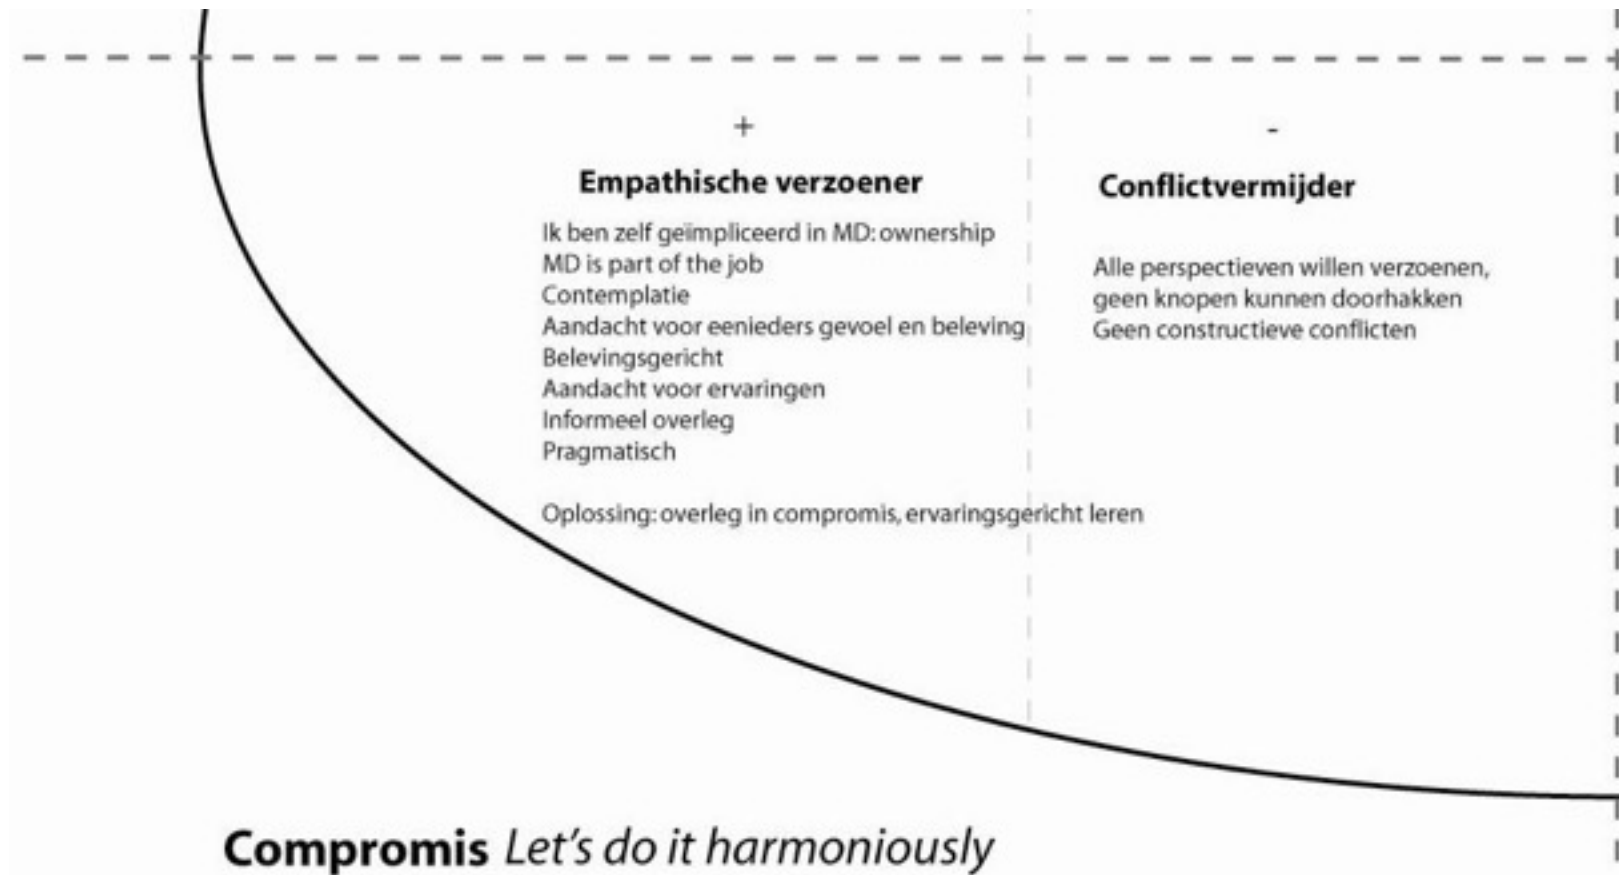 +
Empathische verzoener
Ik ben zelf geïmpliceerd in MD: ownership
MD is part of the job
Contemplatie
Aandacht voor eenieders gevoel en beleving
Belevingsgericht
Aandacht voor ervaringen
Informeel overleg
Pragmatisch
Oplossing: overleg in compromis, ervaringsgericht leren
-
Conflictvermijder
Alle perspectieven willen verzoenen,
geen knopen kunnen doorhakken
Geen constructieve conflicten
Compromis Let's do it harmoniously